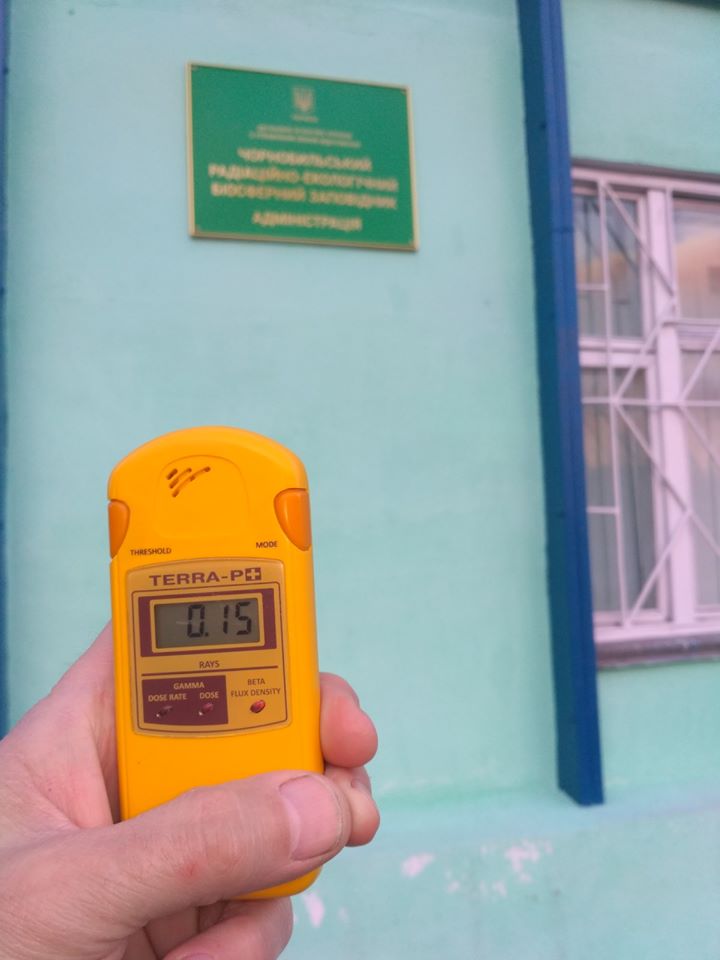 ЧОРНОБИЛЬСЬКИЙ
РАДІАЦІЙНО-ЕКОЛОГІЧНИЙ
БІОСФЕРНИЙ ЗАПОВІДНИК
АДМІНІСТРАЦІЯ
THRESHOLD
MODE
TERRA-P+
0.15
RAYS
GAMMA
DOSE RATE DOSE
BETA
FLUX DENSITY